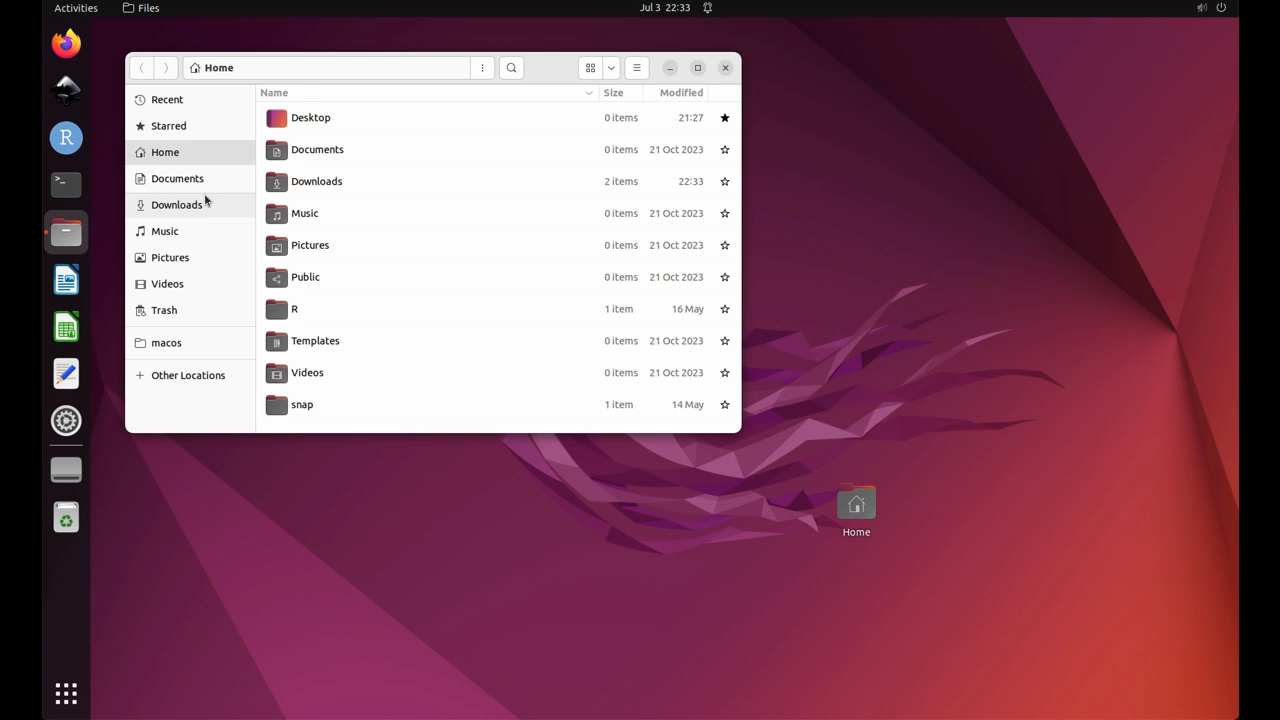 Activities Files Jul 3 22:33
Home
Name Size Modified
Recent
Starred
Home
Documents
Downloads
Music
Pictures
Videos
Trash
macos
Other Locations
Desktop 0 items 21:27
Documents 0 items 21 Oct 2023
Downloads 2 items 22:33
Music 0 items 21 Oct 2023
Pictures 0 items 21 Oct 2023
Public 0 items 21 Oct 2023
R 1 item 16 May
Templates 0 items 21 Oct 2023
Videos 0 items 21 Oct 2023
snap 1 item 14 May
R
Home